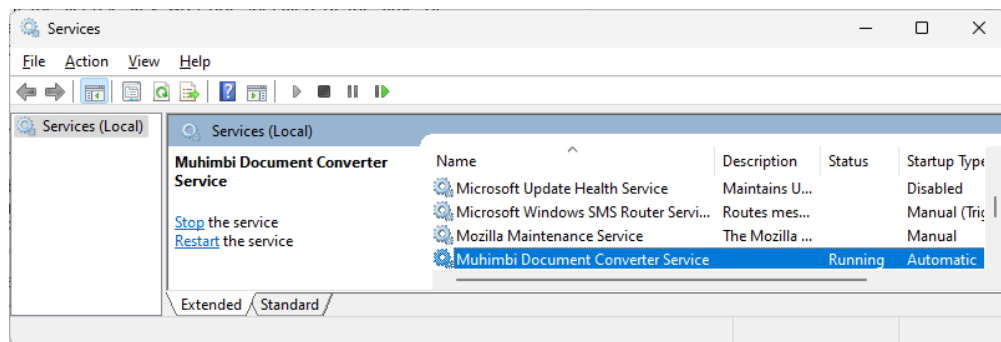 Services
File Action View Help
Services (Local)
Services (Local)
Muhimbi Document Converter
Service
Stop the service
Restart the service
Name Description Status Startup Type
Microsoft Update Health Service Maintains U... Disabled
Microsoft Windows SMS Router Servi... Routes mes... Manual (Trig
Mozilla Maintenance Service The Mozilla ... Manual
Muhimbi Document Converter Service Running Automatic
Extended Standard